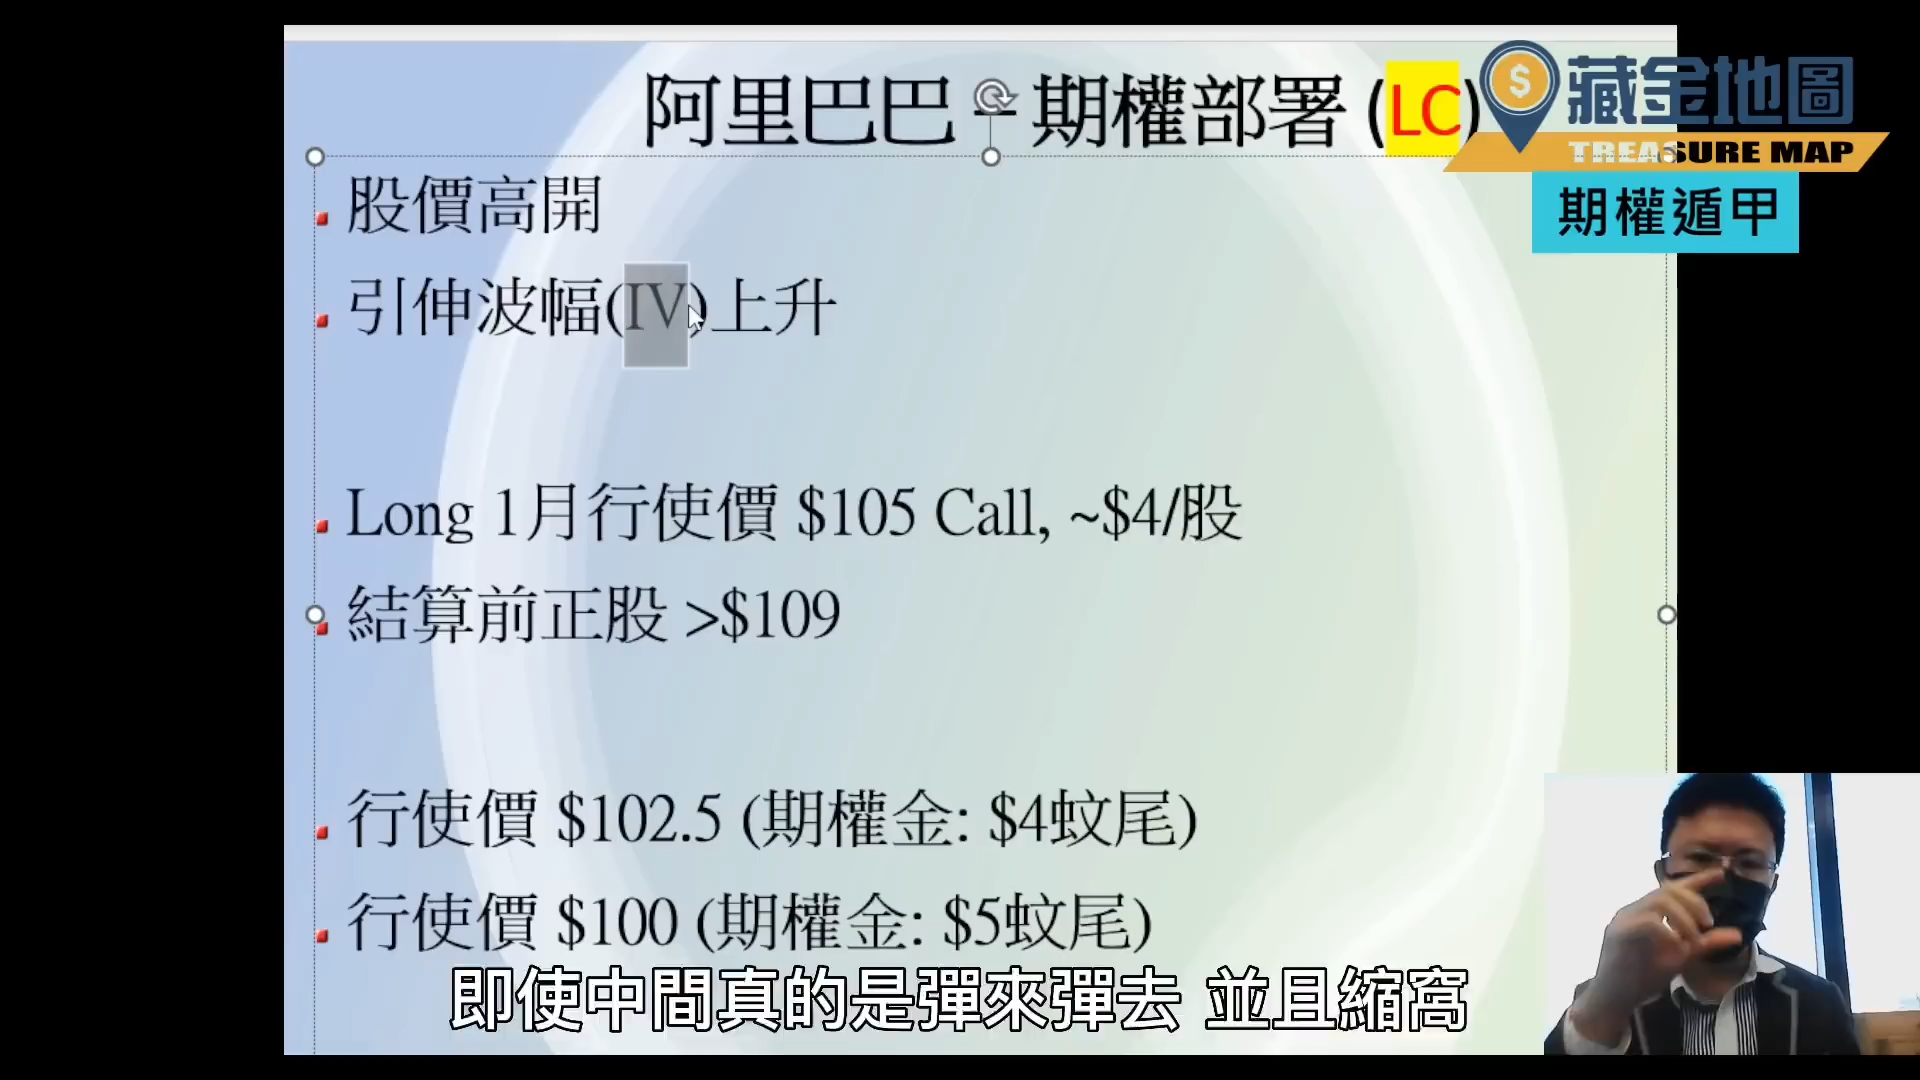 阿里巴巴 - 期權部署 (LC)
藏金地圖
TREASURE MAP
期權遁甲
股價高開
引伸波幅(IV)上升
Long 1月行使價 $105 Call, ~$4/股
結算前正股 >$109
行使價 $102.5 (期權金: $4蚊尾)
行使價 $100 (期權金: $5蚊尾)
即使中間真的是彈來彈去 並且縮窩